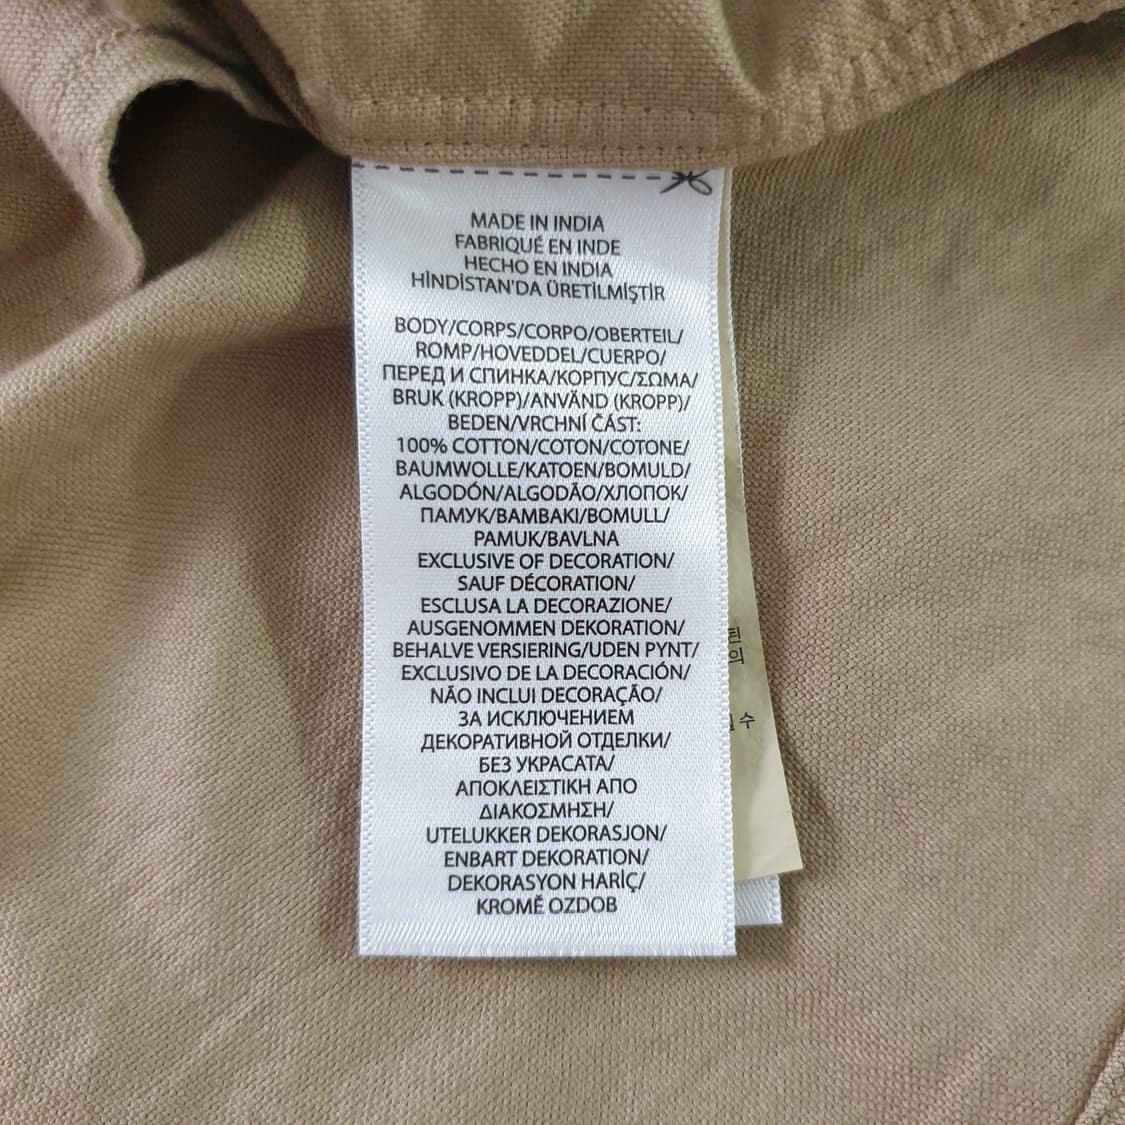 MADE IN INDIA
FABRIQUÉ EN INDE
HECHO EN INDIA
HİNDİSTAN'DA ÜRETİLMİŞTİR
BODY/CORPS/CORPO/OBERTEIL/
ROMP/HOVEDDEL/CUERPO/
ПЕРЕД И СПИНКА/КОРПУС/ΣΩΜΑ/
BRUK (KROPP)/ANVÄND (KROPP)/
BEDEN/VRCHNÍ ČÁST:
100% COTTON/COTON/COTONE/
BAUMWOLLE/KATOEN/BOMULD/
ALGODÓN/ALGODÃO/ХЛОПОК/
ПАМУК/ΒΑΜΒΑΚΙ/BOMULL/
PAMUK/BAVLNA
EXCLUSIVE OF DECORATION/
SAUF DÉCORATION/
ESCLUSA LA DECORAZIONE/
AUSGENOMMEN DEKORATION/
BEHALVE VERSIERING/UDEN PYNT/
EXCLUSIVO DE LA DECORACIÓN/
NÃO INCLUI DECORAÇÃO/
ЗА ИСКЛЮЧЕНИЕМ
ДЕКОРАТИВНОЙ ОТДЕЛКИ/
БЕЗ УКРАСАТА/
ΑΠΟΚΛΕΙΣΤΙΚΗ ΑΠΟ
ΔΙΑΚΟΣΜΗΣΗ/
UTELUKKER DEKORASJON/
ENBART DEKORATION/
DEKORASYON HARİÇ/
KROMĚ OZDOB